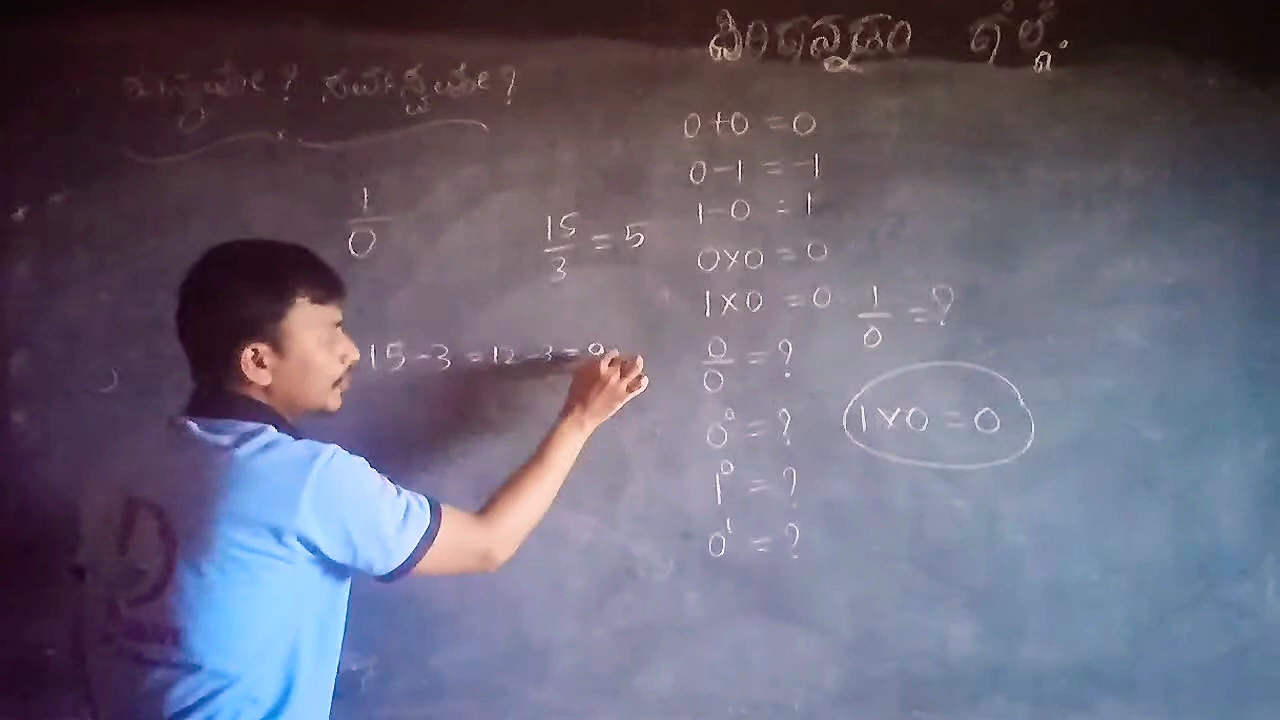 0+0 = 0
0-1 = -1
1-0 = 1
0×0 = 0
1×0 = 0
1/0 = ?
0/0 = ?
1×0 = 0
0⁰ = ?
1⁰ = ?
0¹ = ?
1/0
15/3 = 5
15-3 = 12-3 = 9